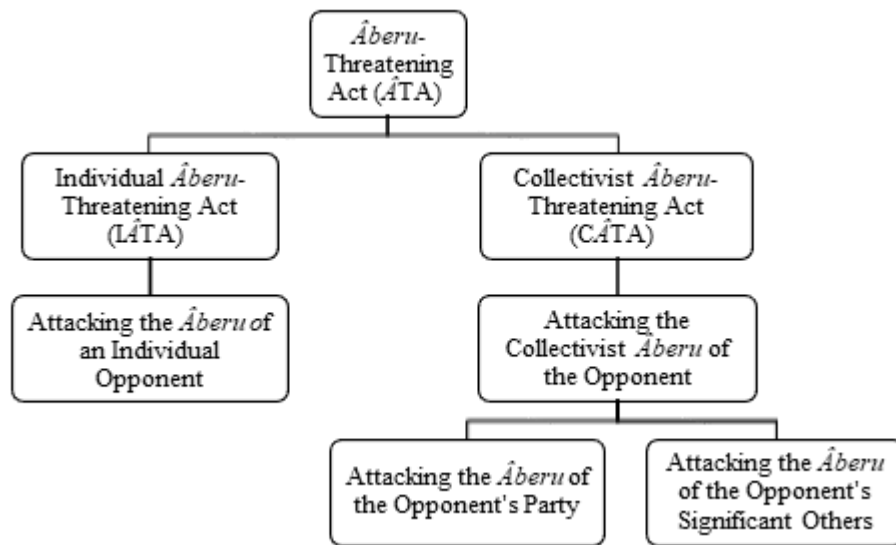 Âberu-
Threatening
Act (ÂTA)
Individual Âberu-
Threatening Act
(IÂTA)
Collectivist Âberu-
Threatening Act
(CÂTA)
Attacking the Âberu of
an Individual
Opponent
Attacking the
Collectivist Âberu of
the Opponent
Attacking the Âberu of
the Opponent's Party
Attacking the Âberu
of the Opponent's
Significant Others